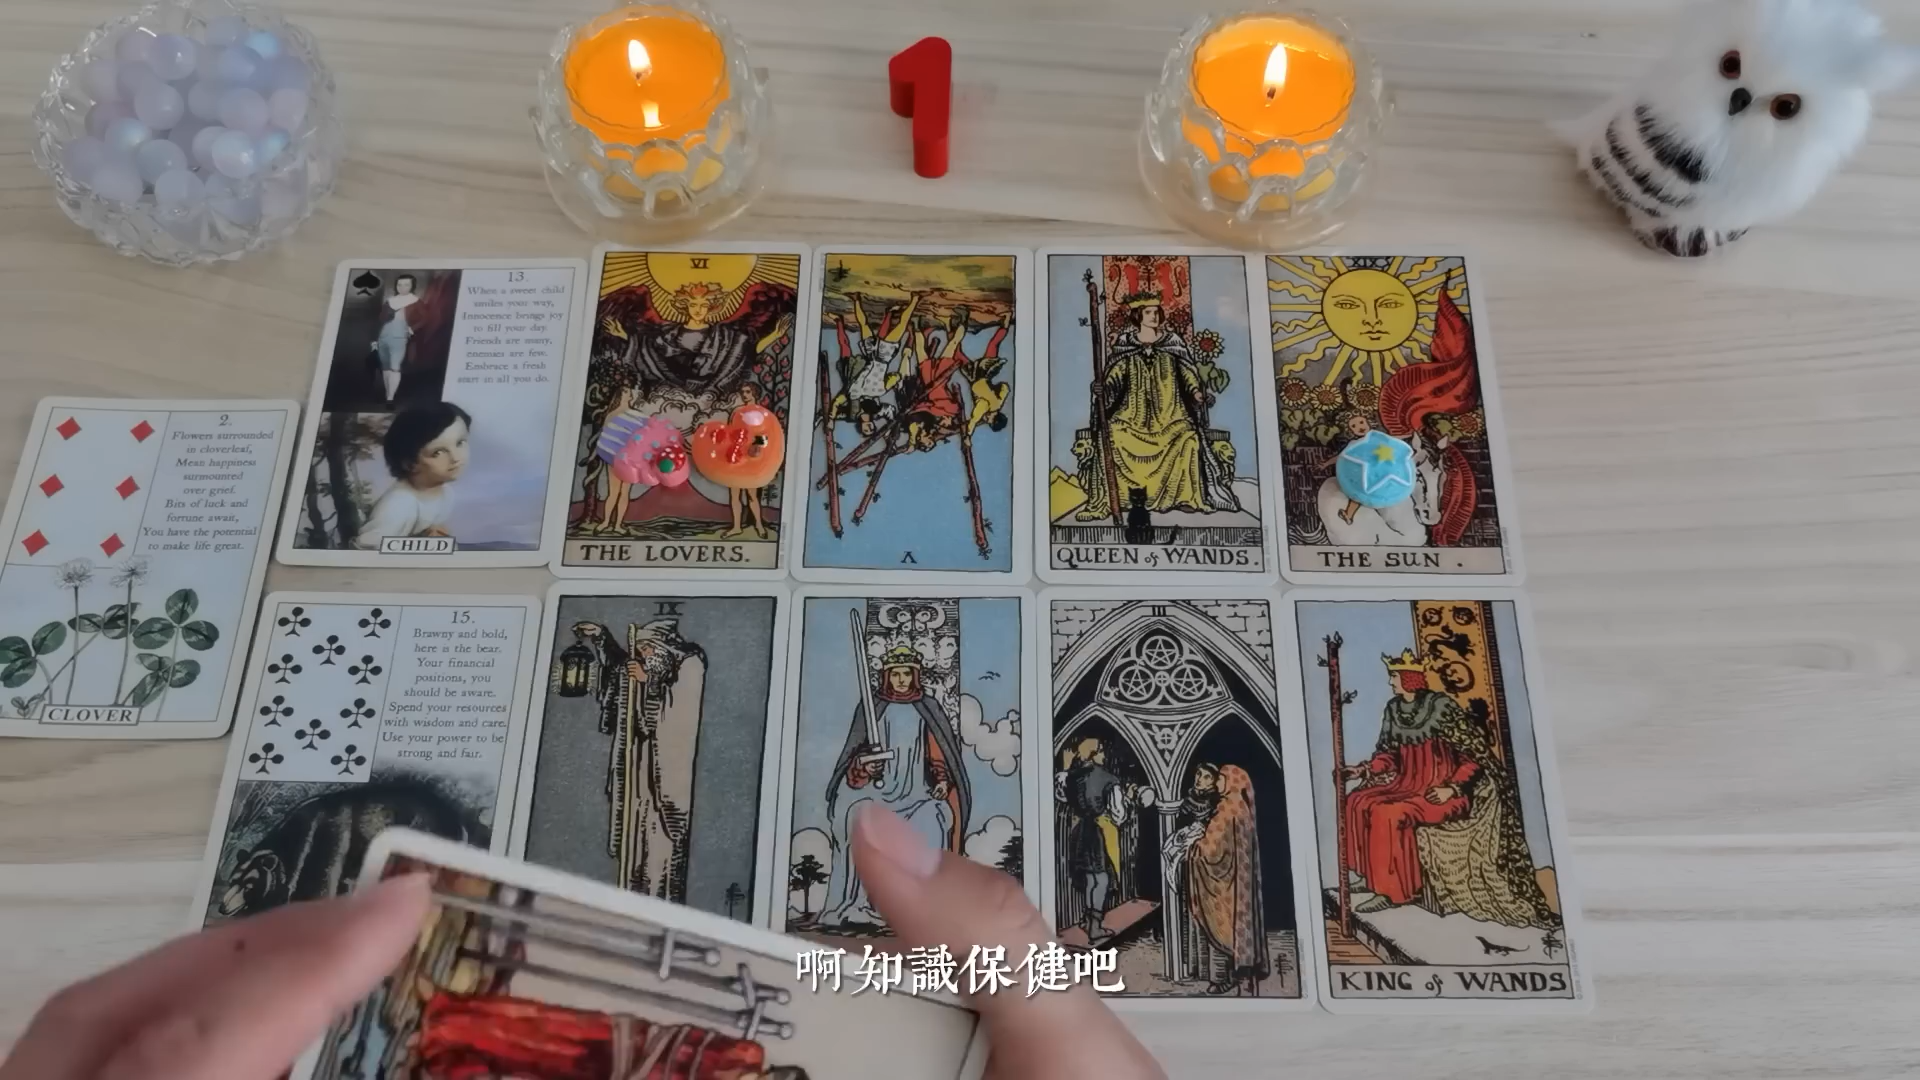 1
13.
When a sweet child
smiles your way,
Innocence brings joy
to fill your day.
Friends are many,
enemies are few.
Embrace a fresh
start in all you do.
CHILD
VI
THE LOVERS.
V
QUEEN of WANDS.
XIX
THE SUN .
2.
Flowers surrounded
in cloverleaf,
Mean happiness
surmounted
over grief.
Bits of luck and
fortune await,
You have the potential
to make life great.
CLOVER
15.
Brawny and bold,
here is the bear.
Your financial
positions, you
should be aware.
Spend your resources
with wisdom and care.
Use your power to be
strong and fair.
IX
III
KING of WANDS
啊知識保健吧